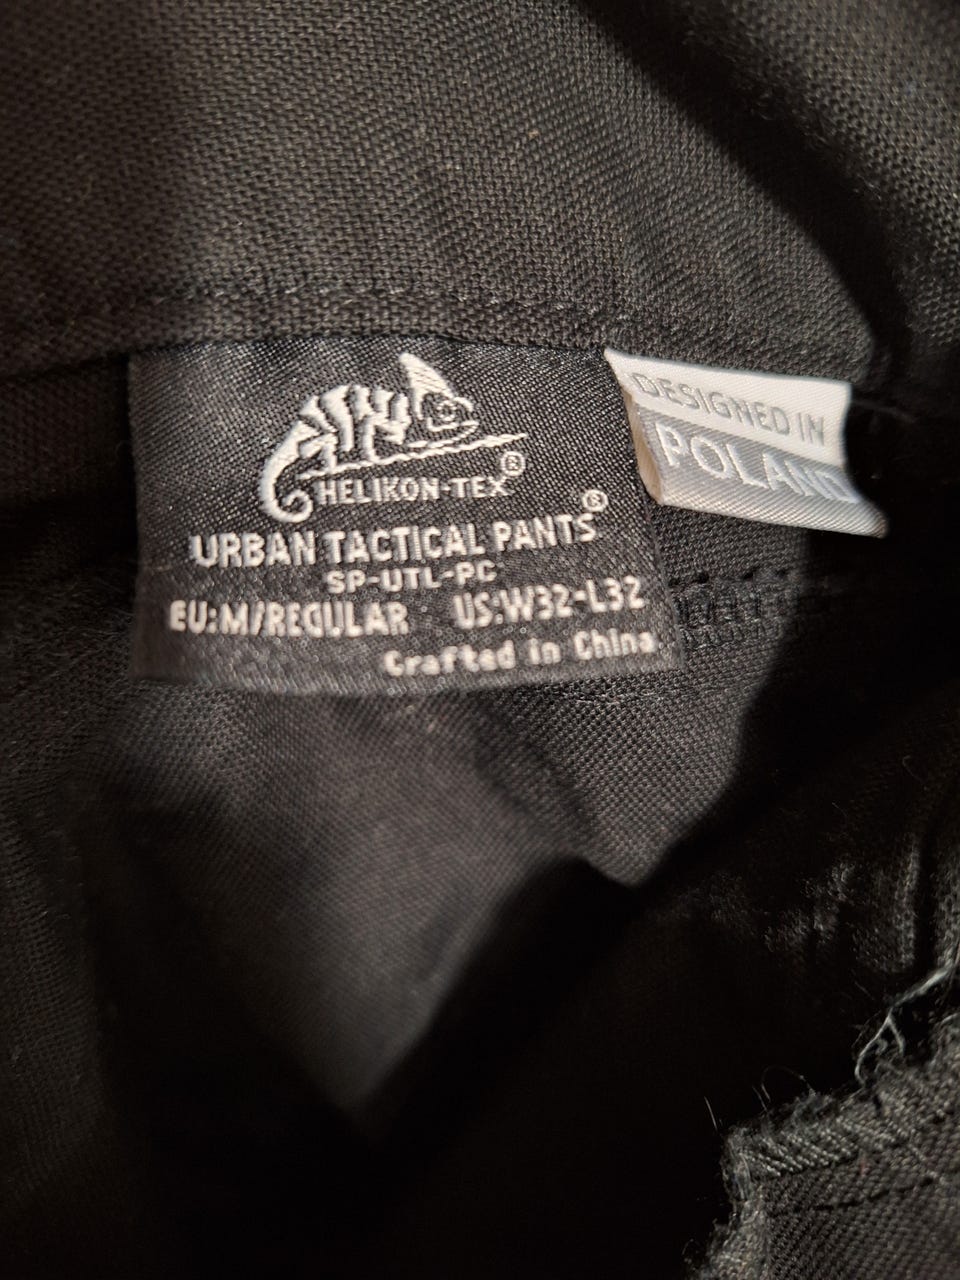 HELIKON-TEX®
URBAN TACTICAL PANTS®
SP-UTL-PC
EU:M/REGULAR US:W32-L32
Crafted in China
DESIGNED IN
POLAND